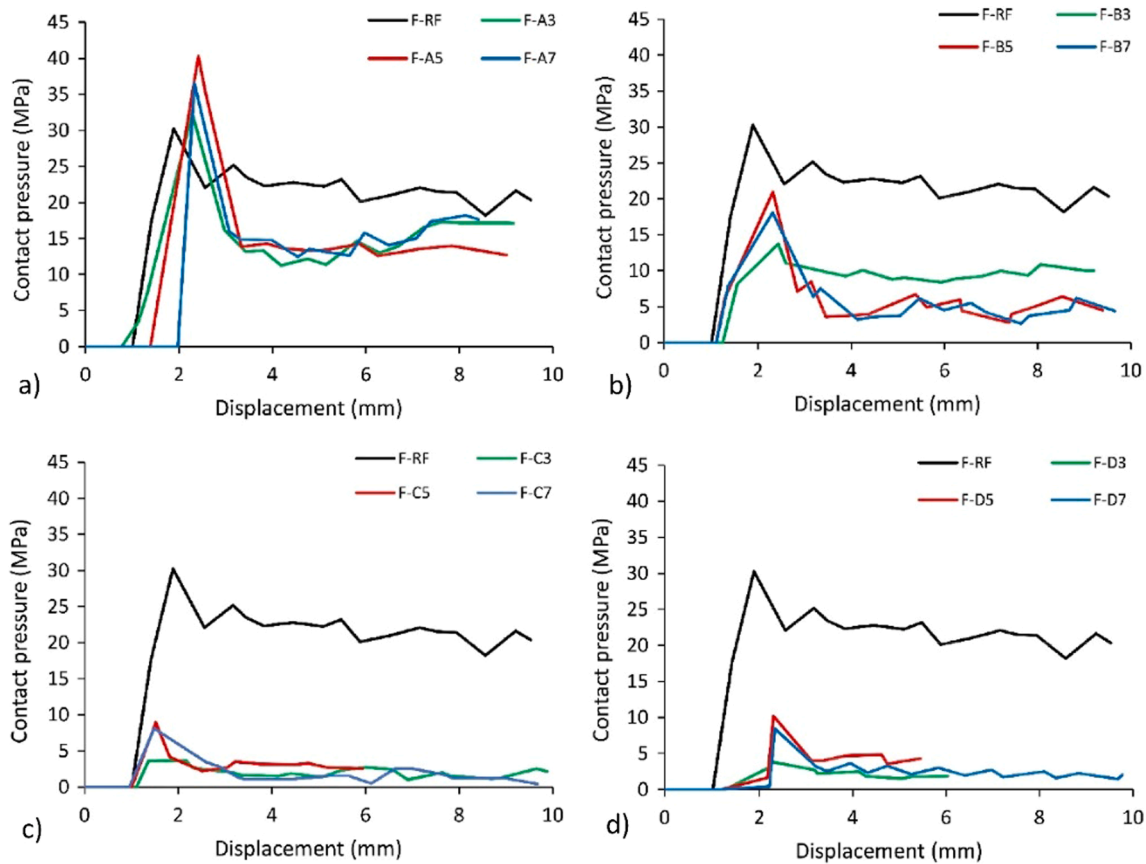 F-RF F-A3
F-A5 F-A7
Contact pressure (MPa)
45
40
35
30
25
20
15
10
5
0
0 2 4 6 8 10
Displacement (mm)
a)
F-RF F-B3
F-B5 F-B7
Contact pressure (MPa)
45
40
35
30
25
20
15
10
5
0
0 2 4 6 8 10
Displacement (mm)
b)
F-RF F-C3
F-C5 F-C7
Contact pressure (MPa)
45
40
35
30
25
20
15
10
5
0
0 2 4 6 8 10
Displacement (mm)
c)
F-RF F-D3
F-D5 F-D7
Contact pressure (MPa)
45
40
35
30
25
20
15
10
5
0
0 2 4 6 8 10
Displacement (mm)
d)